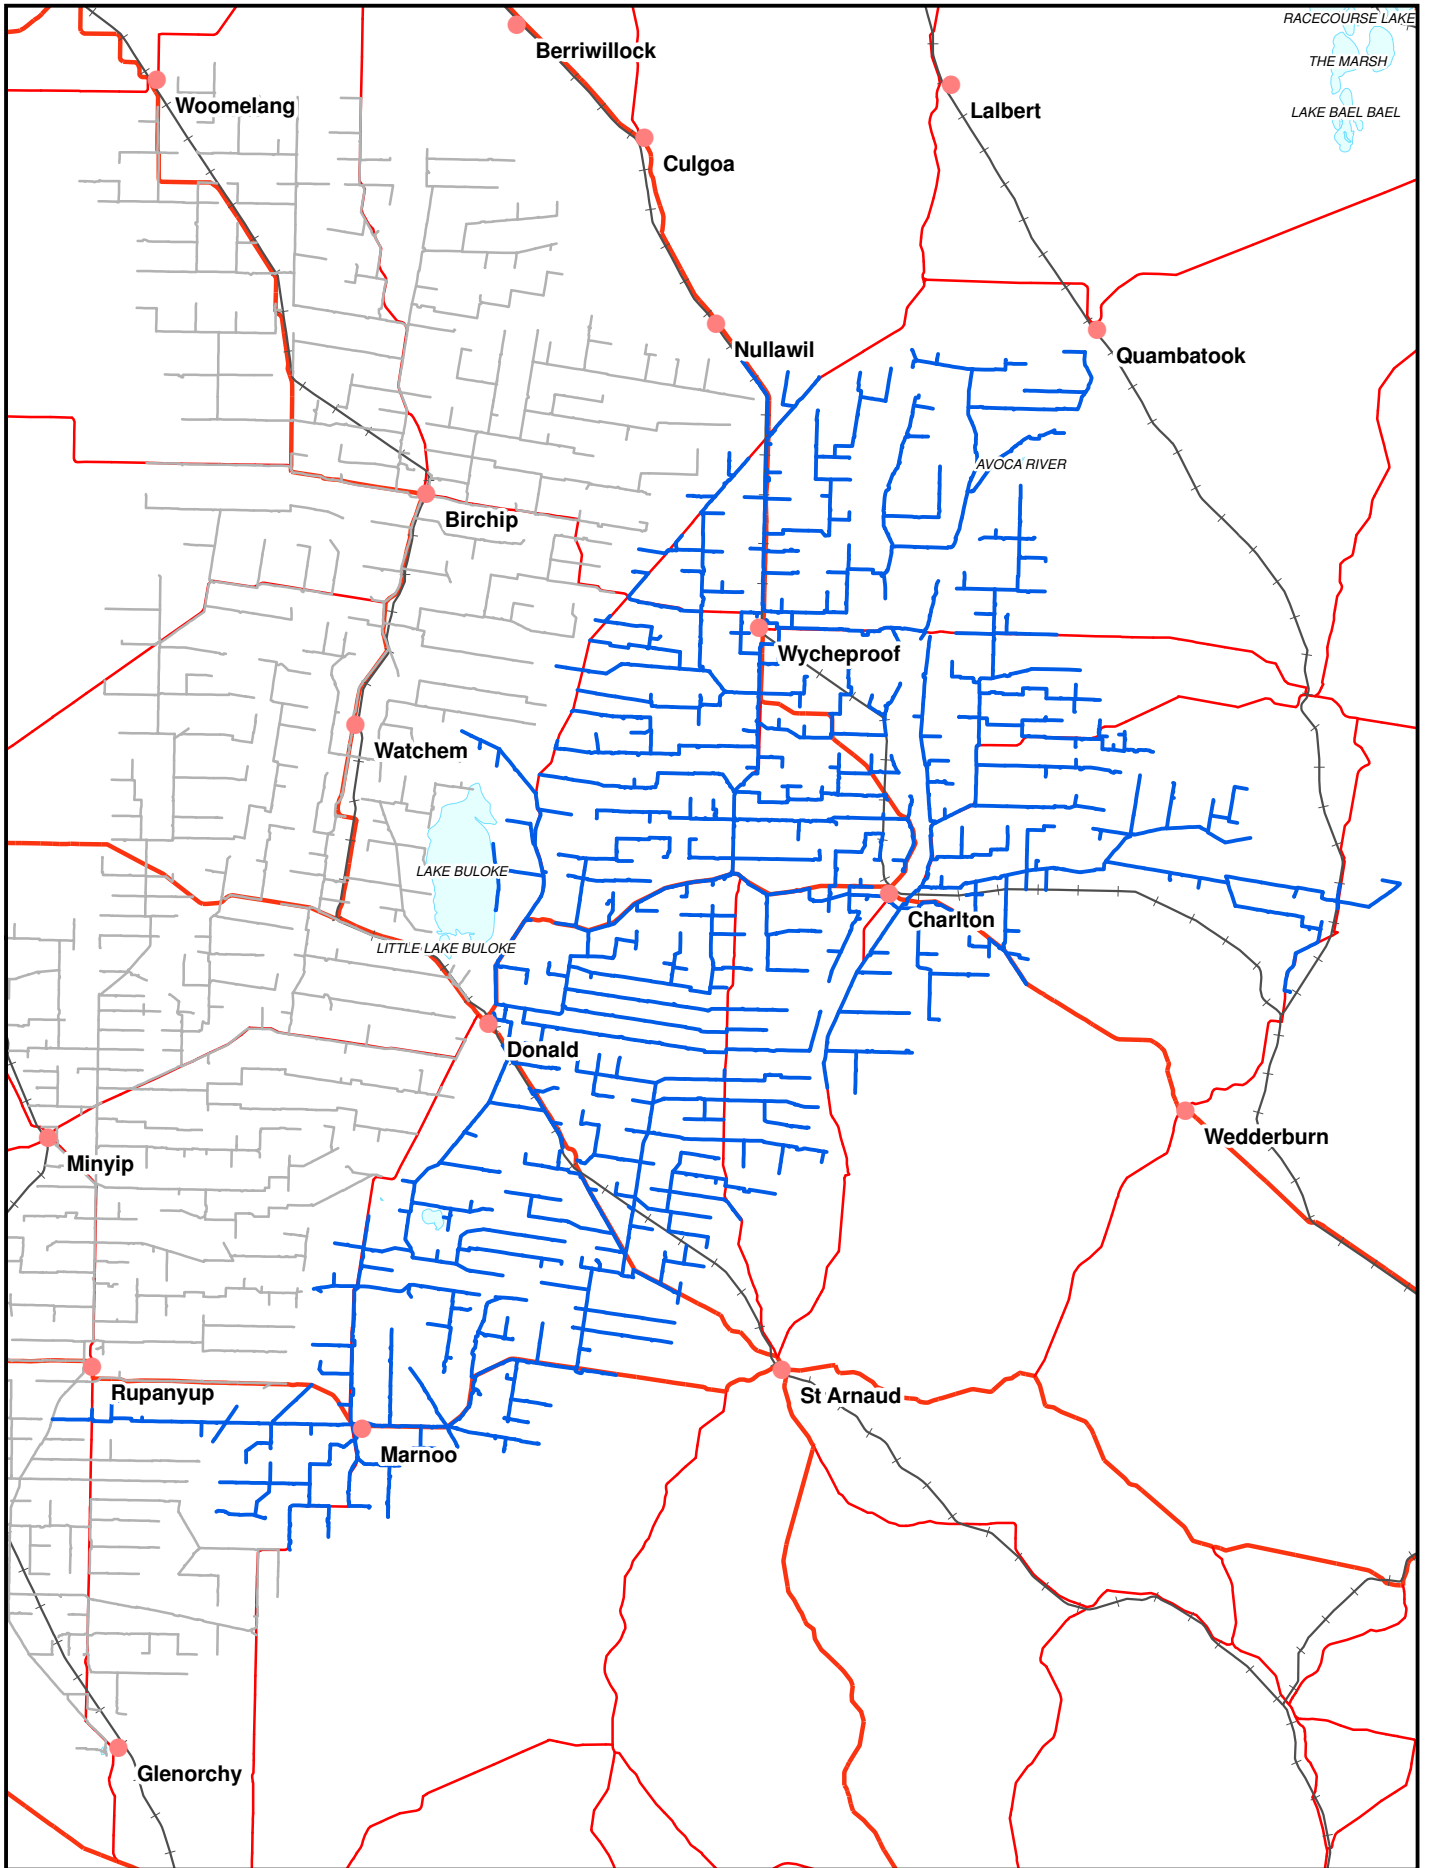 RACECOURSE LAKE
Berriwillock
THE MARSH
Woomelang
Lalbert
LAKE BAEL BAEL
Culgoa
Nullawil
Quambatook
AVOCA RIVER
Birchip
Wycheproof
Watchem
LAKE BULOKE
Charlton
LITTLE LAKE BULOKE
Donald
Wedderburn
Minyip
Rupanyup
St Arnaud
Marnoo
Glenorchy